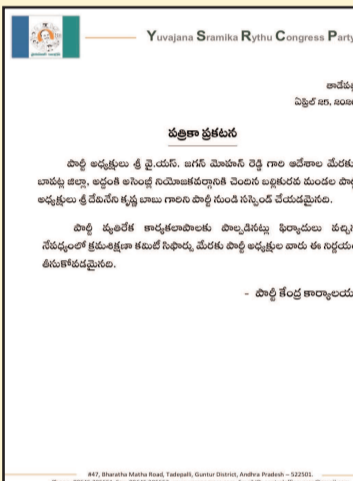 Yuvajana Sramika Rythu Congress Party
ఏప్రిల్ 25,
పత్రికా ప్రకటన
పార్టీ అధ్యక్షులు శ్రీ వై.యస్. జగన్ మోహన్ రెడ్డి గారి ఆదేశాల మేరకు
బాపట్ల జిల్లా, అద్దంకి అసెంబ్లీ నియోజకవర్గానికి చెందిన బల్లికురవ మండల పార్టీ
అధ్యక్షులు శ్రీ దేవినేని కృష్ణ బాబు గారిని పార్టీ నుండి సస్పెండ్ చేయడమైనది.
పార్టీ వ్యతిరేక కార్యకలాపాలకు పాల్పడినట్లు ఫిర్యాదులు వచ్చిన
నేపథ్యంలో క్రమశిక్షణా కమిటీ సిఫార్సు మేరకు పార్టీ అధ్యక్షుల వారు ఈ నిర్ణయం
తీసుకోవడమైనది.
- పార్టీ కేంద్ర కార్యాలయ
#47, Bharatha Matha Road, Tadepalli, Guntur District, Andhra Pradesh – 522501.